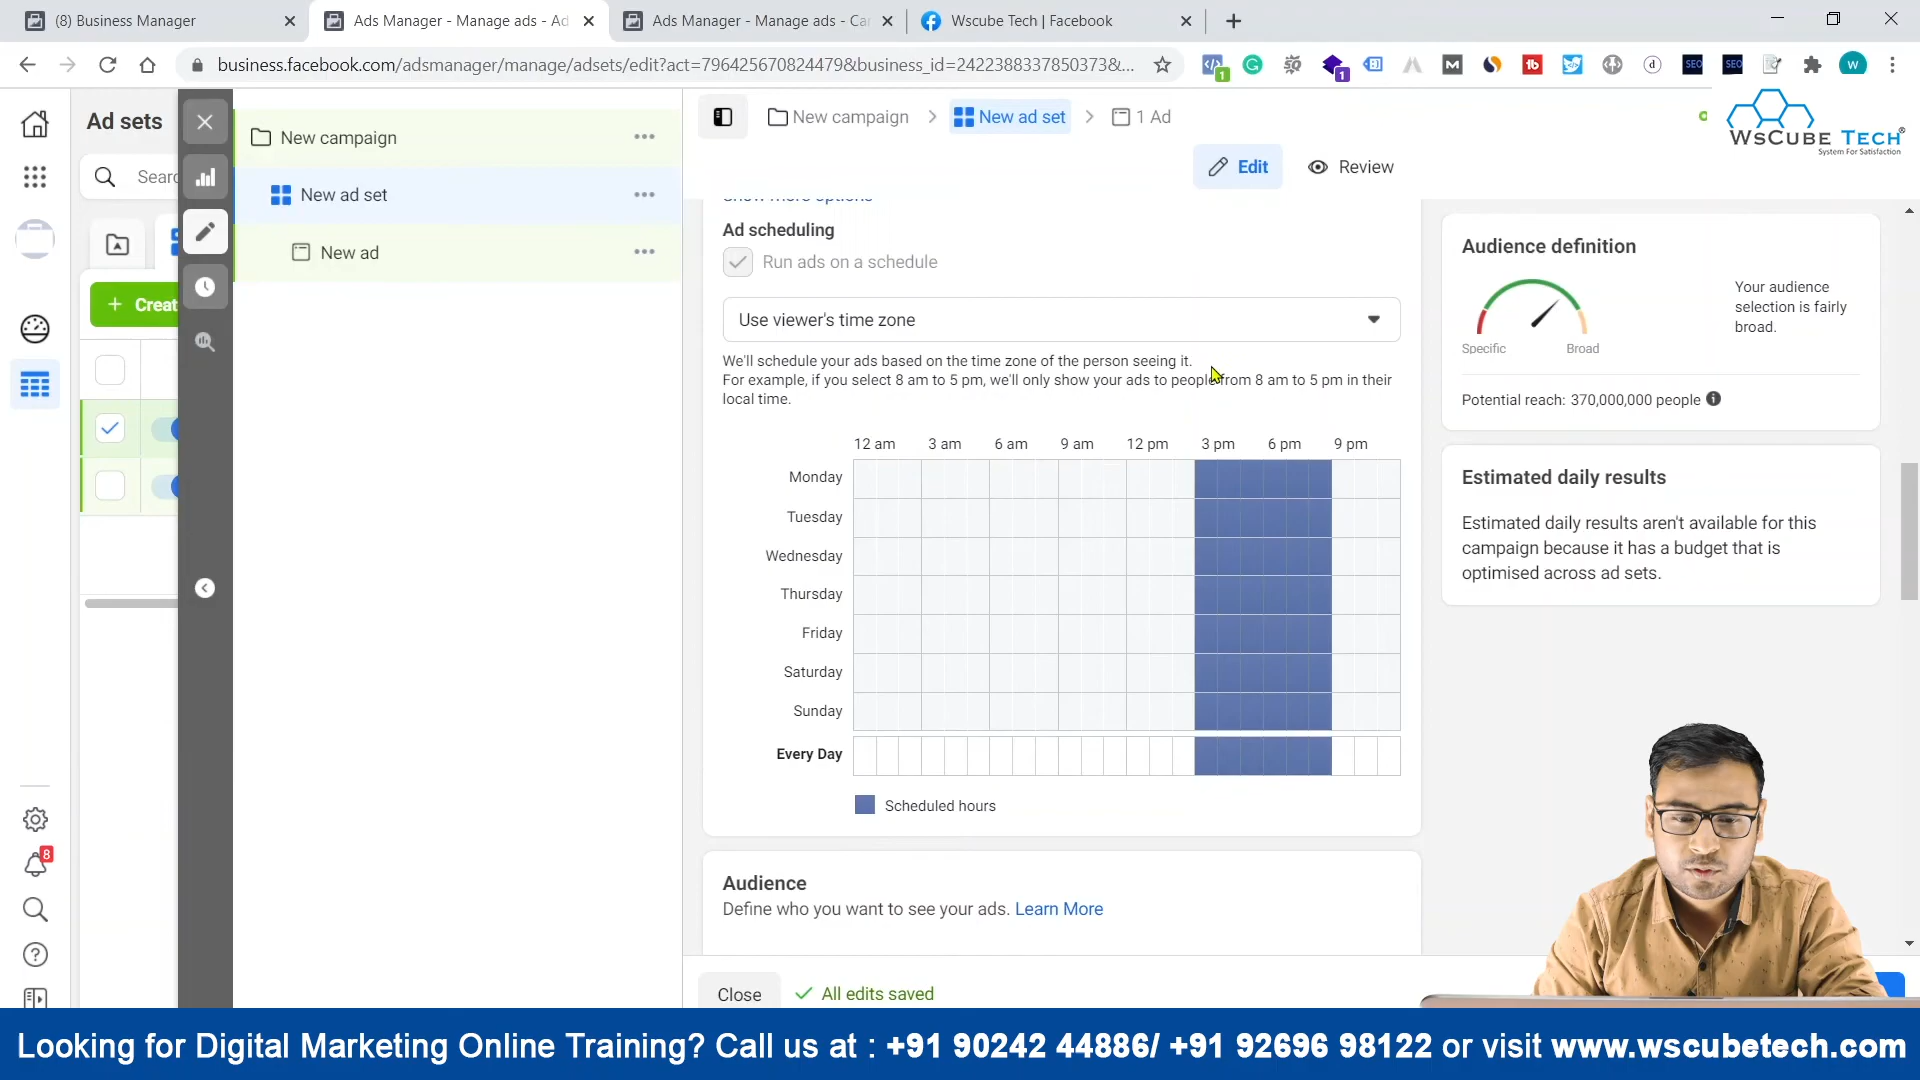 (8) Business Manager
Ads Manager - Manage ads - Ad
Ads Manager - Manage ads - Ca
Wscube Tech | Facebook
business.facebook.com/adsmanager/manage/adsets/edit?act=796425670824479&business_id=2422388337850373&...
WsCube Tech®
System For Satisfaction
Ad sets
New campaign
New campaign
New ad set
1 Ad
Edit
Review
Sear
New ad set
New ad
+ Creat
Show more options
Ad scheduling
Run ads on a schedule
Use viewer's time zone
We'll schedule your ads based on the time zone of the person seeing it.
For example, if you select 8 am to 5 pm, we'll only show your ads to people from 8 am to 5 pm in their
local time.
12 am 3 am 6 am 9 am 12 pm 3 pm 6 pm 9 pm
Monday
Tuesday
Wednesday
Thursday
Friday
Saturday
Sunday
Every Day
Scheduled hours
Audience
Define who you want to see your ads. Learn More
Close
All edits saved
Audience definition
Your audience
selection is fairly
broad.
Specific
Broad
Potential reach: 370,000,000 people
Estimated daily results
Estimated daily results aren't available for this
campaign because it has a budget that is
optimised across ad sets.
8
Looking for Digital Marketing Online Training? Call us at : +91 90242 44886/ +91 92696 98122 or visit www.wscubetech.com